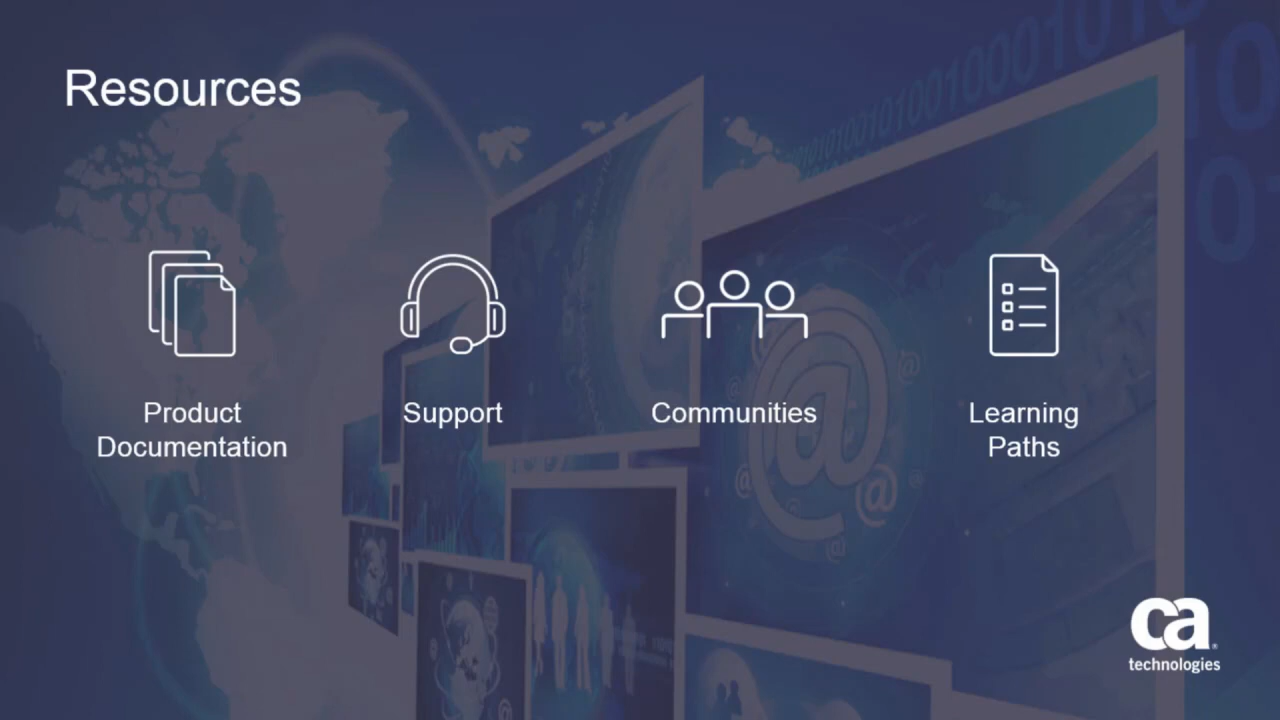 Resources
Product
Documentation
Support
Communities
Learning
Paths
ca
technologies